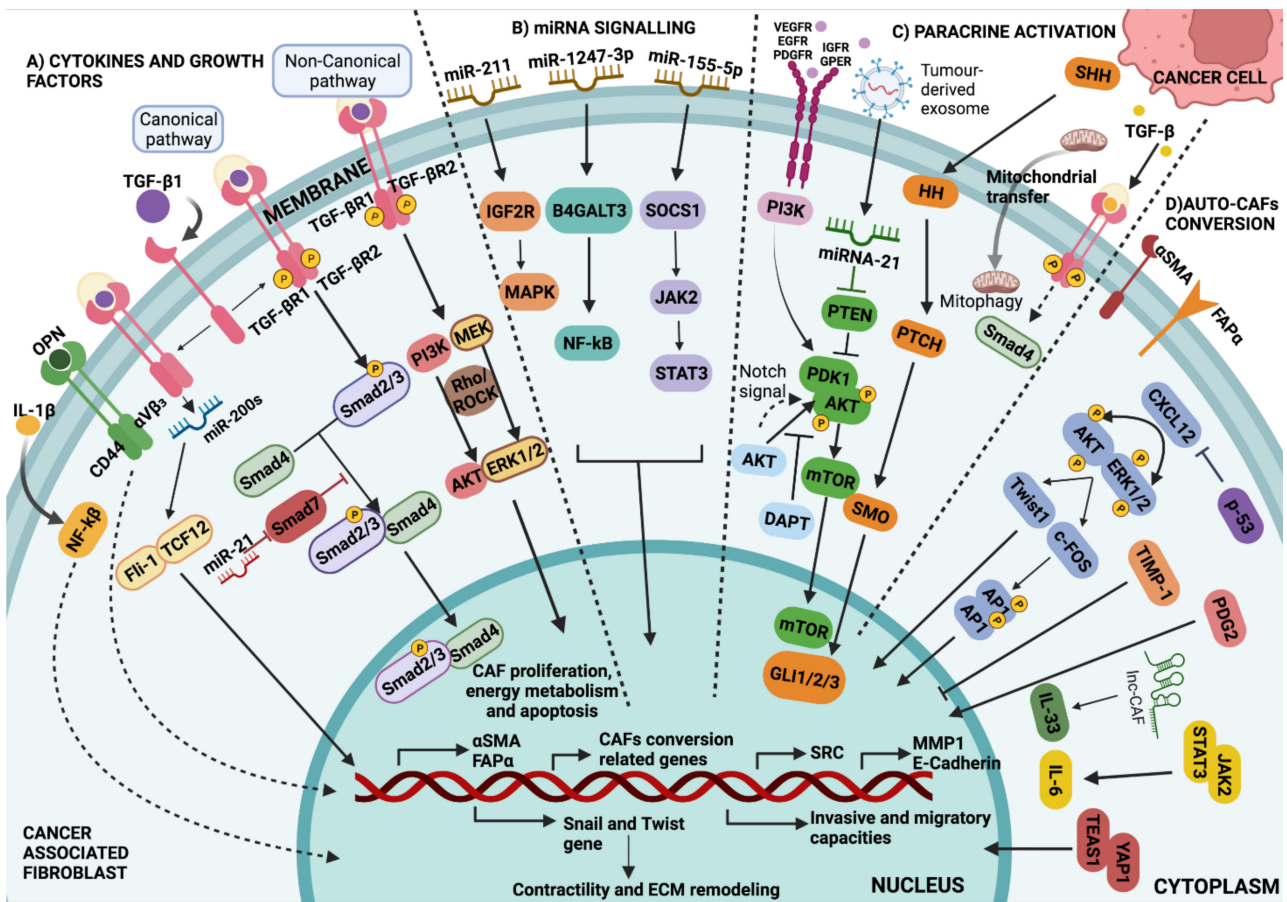 A) CYTOKINES AND GROWTH
FACTORS
Non-Canonical
pathway
Canonical
pathway
TGF-β1
MEMBRANE
TGF-βR1
TGF-βR2
TGF-βR1
TGF-βR2
P
P
P
P
OPN
IL-1β
CD44
αVβ₃
miR-200s
NF-kβ
Fli-1
TCF12
miR-21
Smad7
Smad4
P
Smad2/3
P
Smad2/3
Smad4
P
Smad2/3
Smad4
PI3K
MEK
Rho/
ROCK
AKT
ERK1/2
B) miRNA SIGNALLING
miR-211
miR-1247-3p
miR-155-5p
IGF2R
B4GALT3
SOCS1
MAPK
NF-kB
JAK2
STAT3
C) PARACRINE ACTIVATION
VEGFR
EGFR
PDGFR
IGFR
GPER
Tumour-
derived
exosome
SHH
CANCER CELL
TGF-β
PI3K
miRNA-21
HH
Mitochondrial
transfer
Mitophagy
P
P
Smad4
PTEN
PTCH
Notch
signal
PDK1
AKT
P
P
AKT
DAPT
mTOR
SMO
mTOR
GLI1/2/3
D)AUTO-CAFs
CONVERSION
αSMA
FAPα
CXCL12
p-53
P
AKT
P
P
ERK1/2
P
Twist1
c-FOS
AP1
AP1
P
P
TIMP-1
PDG2
lnc-CAF
IL-33
IL-6
STAT3
JAK2
TEAS1
YAP1
CAF proliferation,
energy metabolism
and apoptosis
αSMA
FAPα
CAFs conversion
related genes
SRC
MMP1
E-Cadherin
Snail and Twist
gene
Invasive and migratory
capacities
Contractility and ECM remodeling
CANCER
ASSOCIATED
FIBROBLAST
NUCLEUS
CYTOPLASM